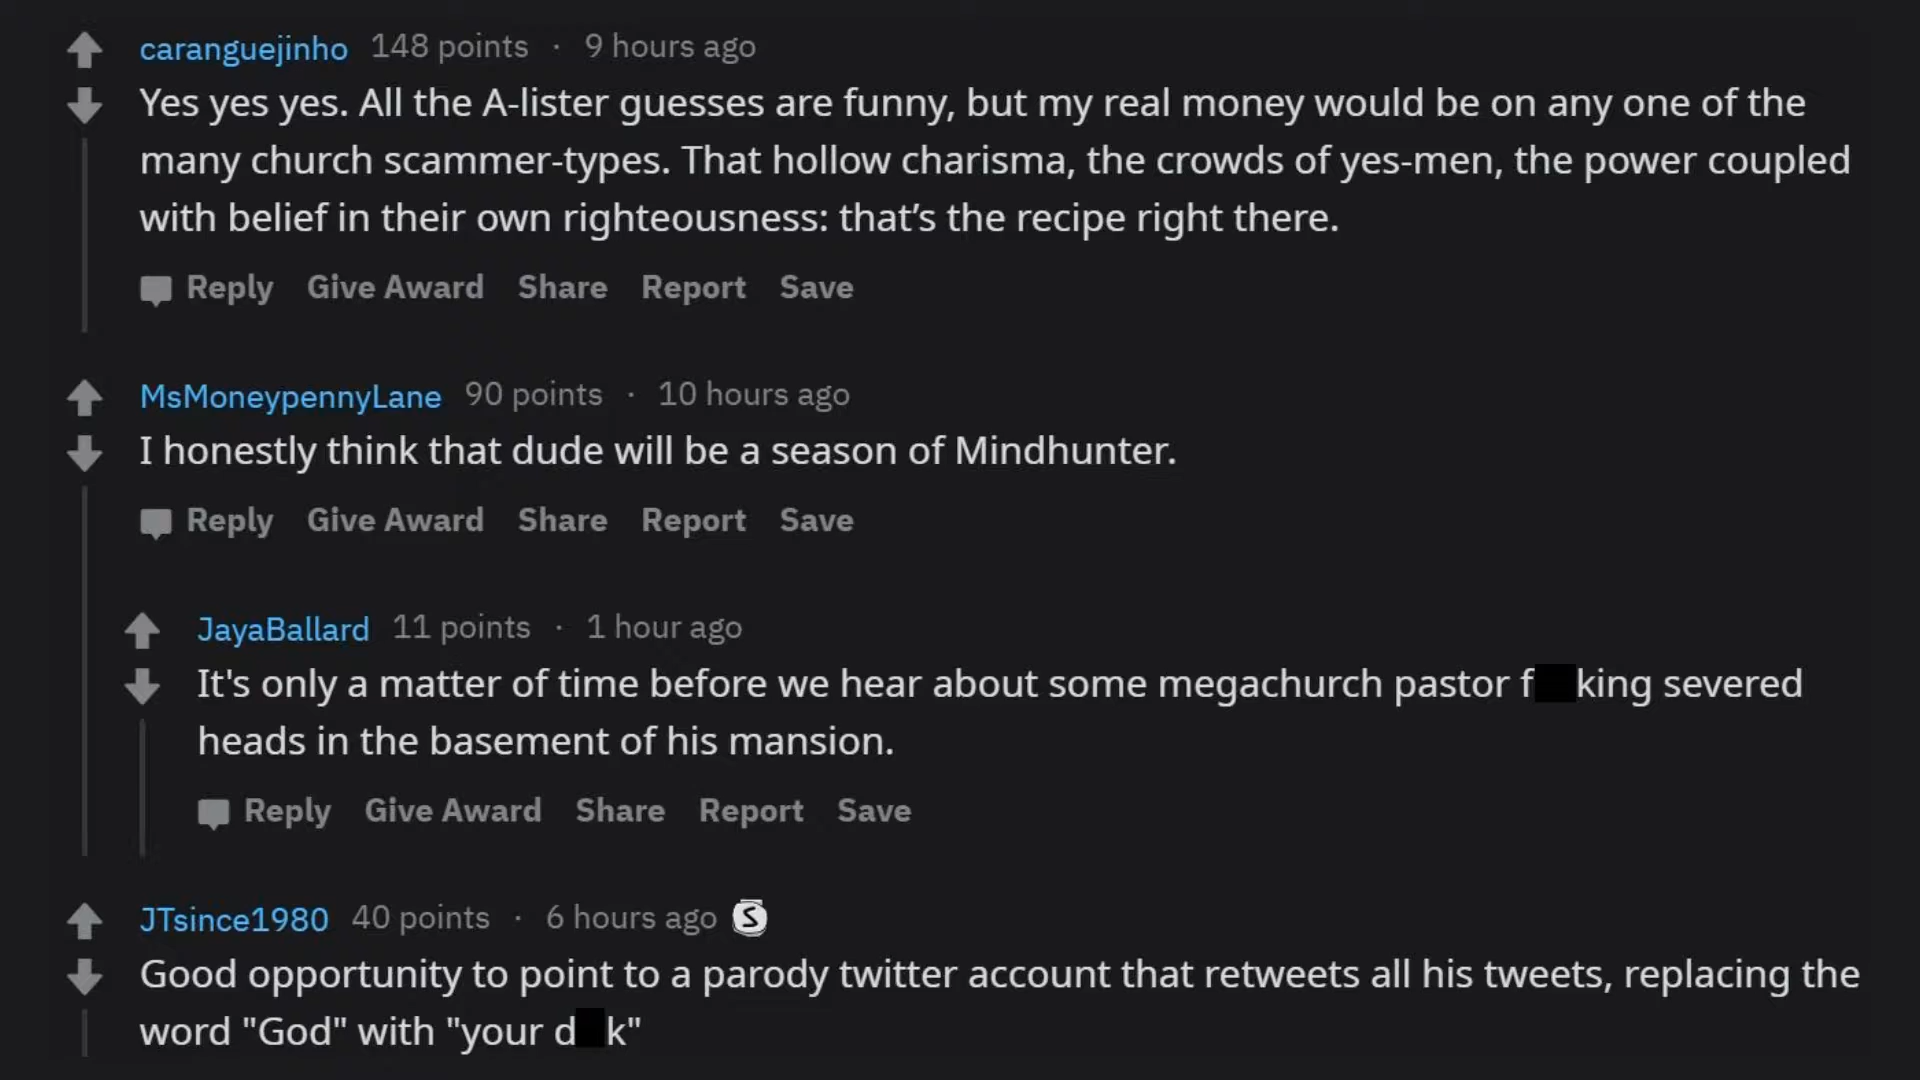 caranguejinho 148 points · 9 hours ago
Yes yes yes. All the A-lister guesses are funny, but my real money would be on any one of the
many church scammer-types. That hollow charisma, the crowds of yes-men, the power coupled
with belief in their own righteousness: that’s the recipe right there.
Reply Give Award Share Report Save
MsMoneypennyLane 90 points · 10 hours ago
I honestly think that dude will be a season of Mindhunter.
Reply Give Award Share Report Save
JayaBallard 11 points · 1 hour ago
It's only a matter of time before we hear about some megachurch pastor f king severed
heads in the basement of his mansion.
Reply Give Award Share Report Save
JTsince1980 40 points · 6 hours ago S
Good opportunity to point to a parody twitter account that retweets all his tweets, replacing the
word "God" with "your d k"